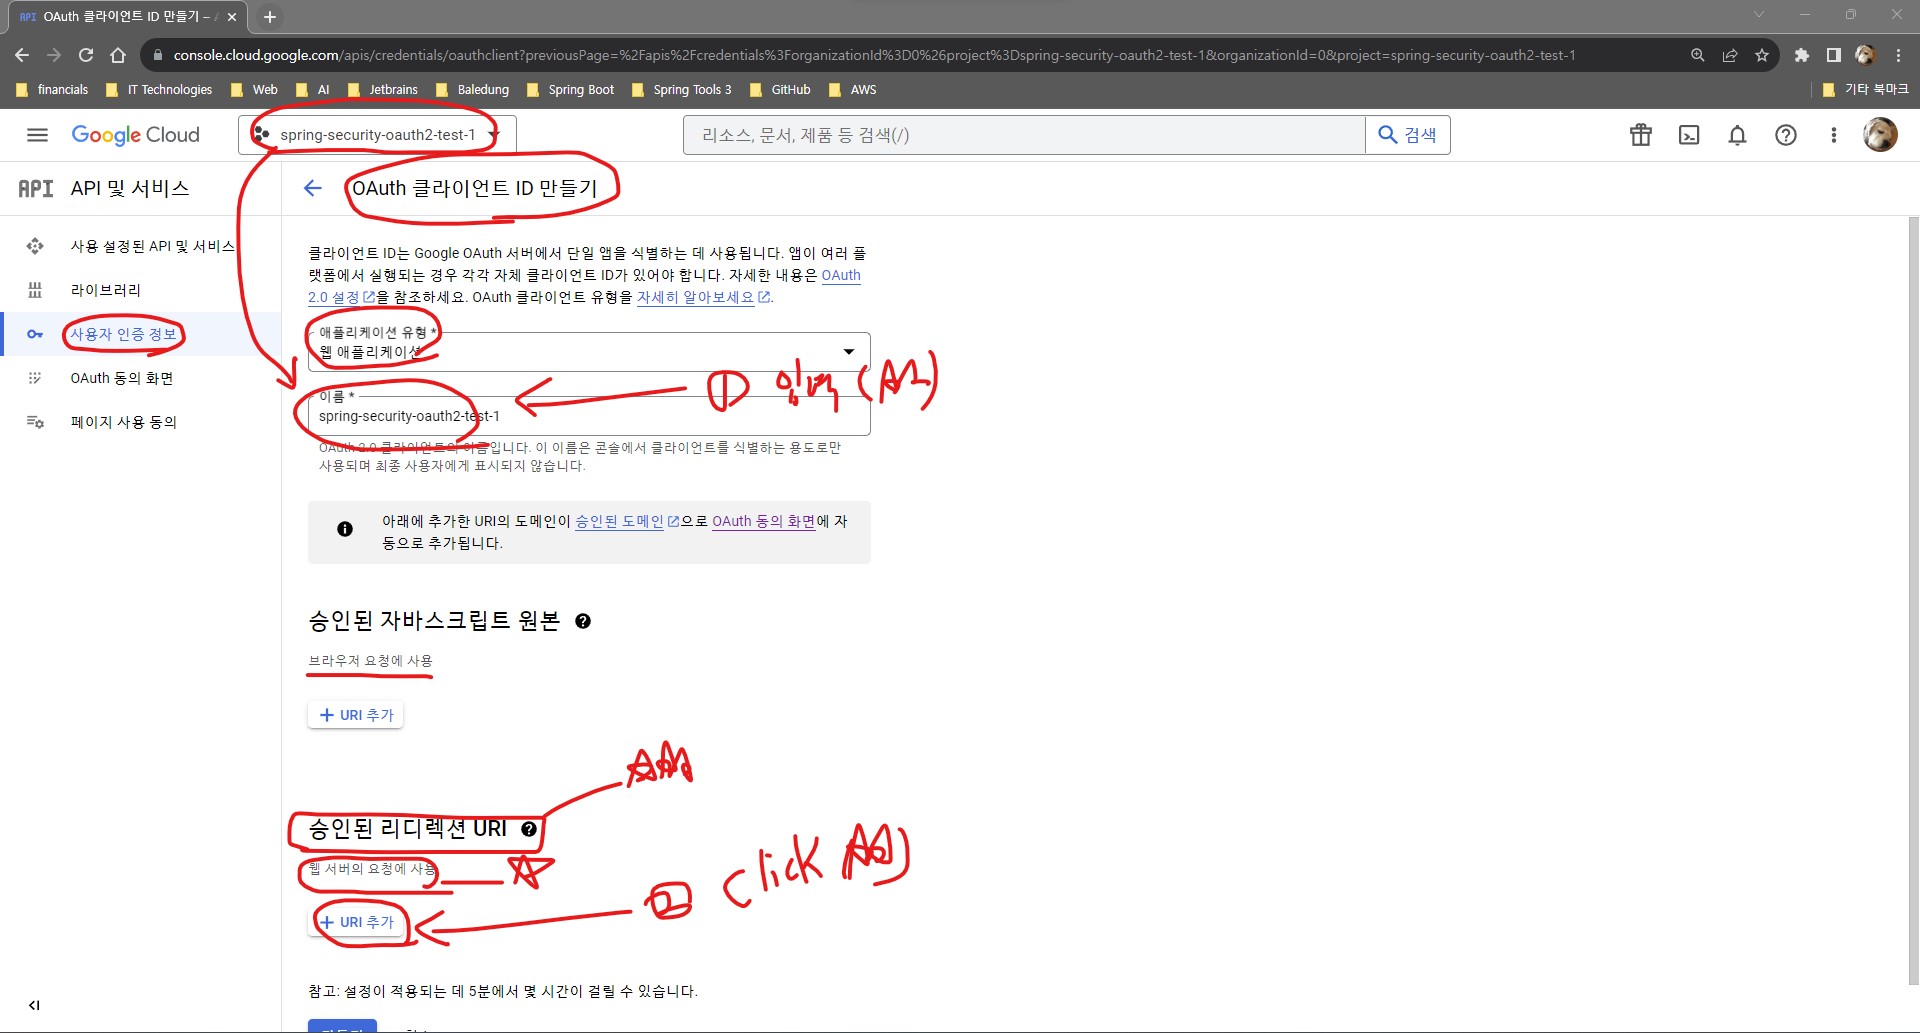 OAuth 클라이언트 ID 만들기 –
console.cloud.google.com/apis/credentials/oauthclient?previousPage=%2Fapis%2Fcredentials%3ForganizationId%3D0%26project%3Dspring-security-oauth2-test-1&organizationId=0&project=spring-security-oauth2-test-1
financials IT Technologies Web AI Jetbrains Baledung Spring Boot Spring Tools 3 GitHub AWS 기타 북마크
Google Cloud spring-security-oauth2-test-1 리소스, 문서, 제품 등 검색(/) 검색
API API 및 서비스 OAuth 클라이언트 ID 만들기
사용 설정된 API 및 서비스
라이브러리
사용자 인증 정보
OAuth 동의 화면
페이지 사용 동의
클라이언트 ID는 Google OAuth 서버에서 단일 앱을 식별하는 데 사용됩니다. 앱이 여러 플
랫폼에서 실행되는 경우 각각 자체 클라이언트 ID가 있어야 합니다. 자세한 내용은 OAuth
2.0 설정을 참조하세요. OAuth 클라이언트 유형을 자세히 알아보세요.
애플리케이션 유형 *
웹 애플리케이션
① 입력
이름 *
spring-security-oauth2-test-1
OAuth 2.0 클라이언트의 이름입니다. 이 이름은 콘솔에서 클라이언트를 식별하는 용도로만
사용되며 최종 사용자에게 표시되지 않습니다.
아래에 추가한 URI의 도메인이 승인된 도메인으로 OAuth 동의 화면에 자
동으로 추가됩니다.
승인된 자바스크립트 원본
브라우저 요청에 사용
URI 추가
승인된 리디렉션 URI
웹 서버의 요청에 사용
② Click
URI 추가
참고: 설정이 적용되는 데 5분에서 몇 시간이 걸릴 수 있습니다.